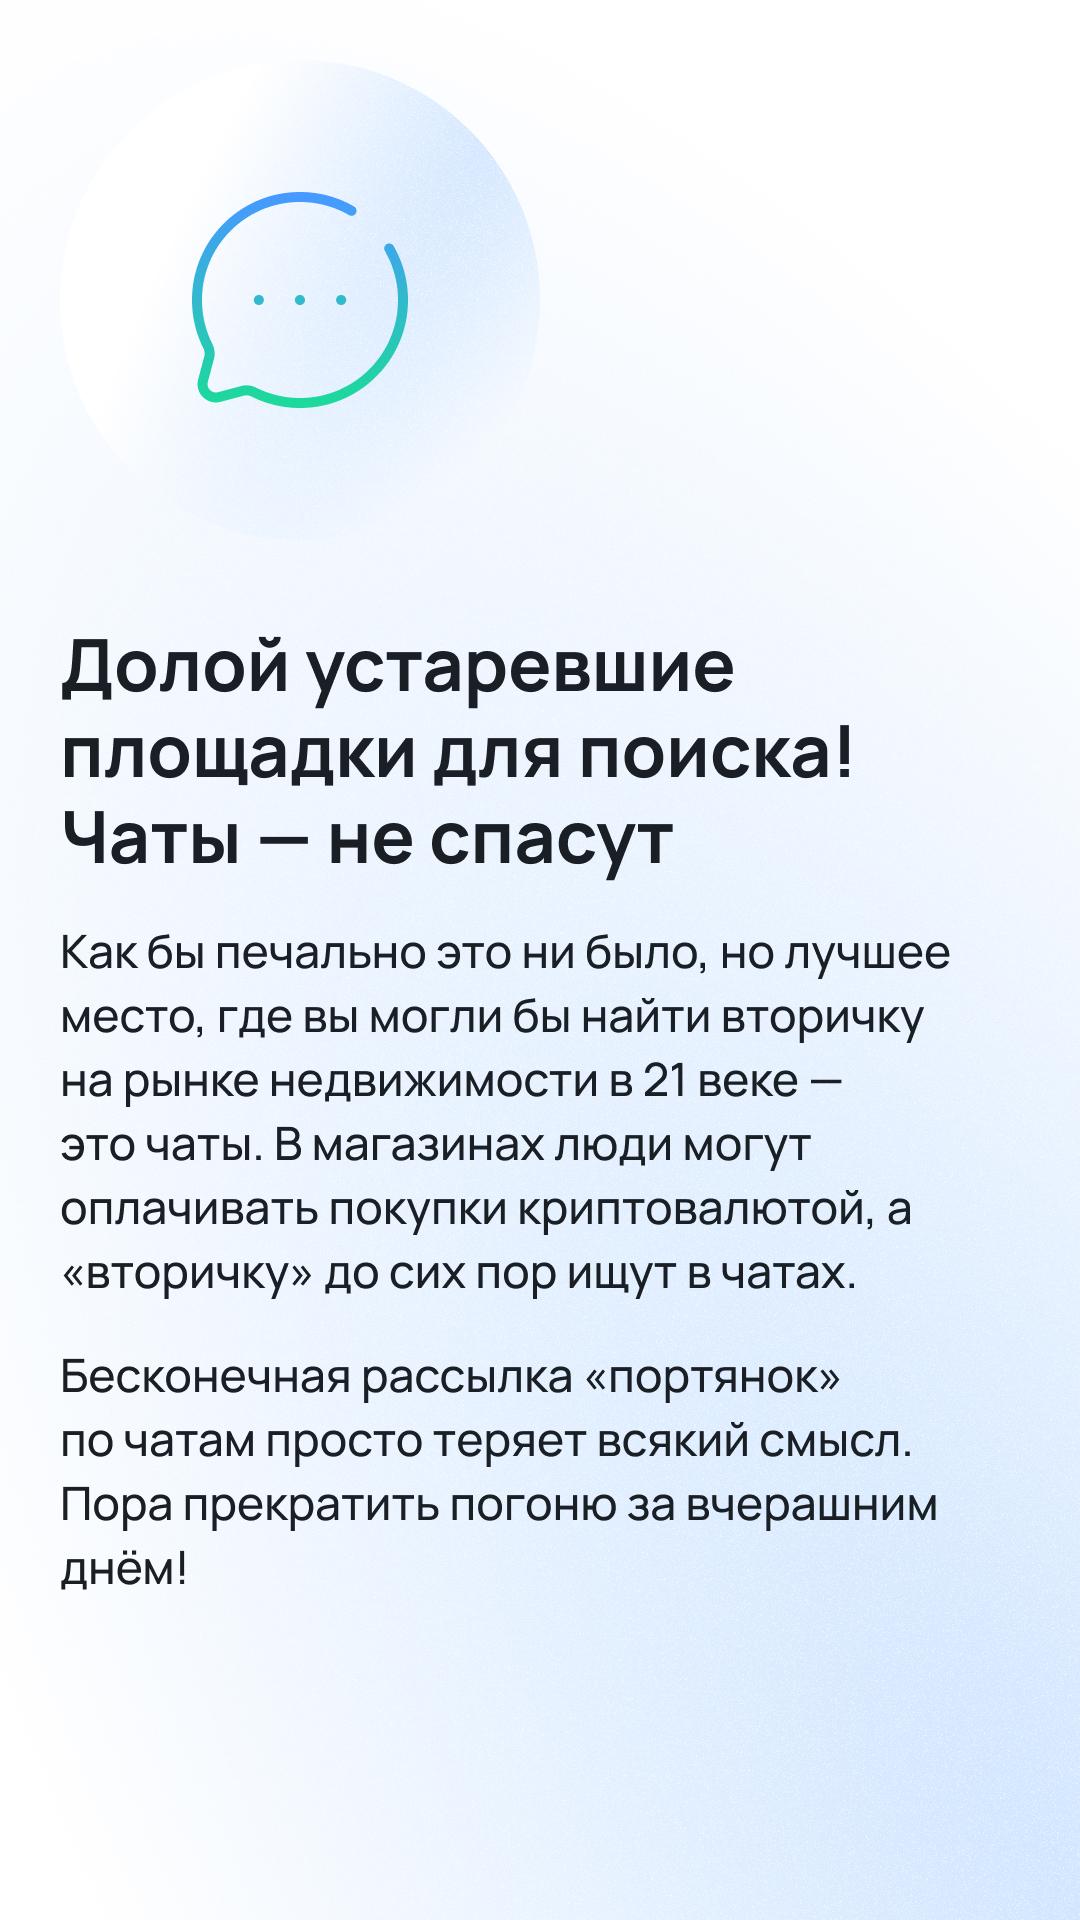 Долой устаревшие
площадки для поиска!
Чаты — не спасут
Как бы печально это ни было, но лучшее
место, где вы могли бы найти вторичку
на рынке недвижимости в 21 веке —
это чаты. В магазинах люди могут
оплачивать покупки криптовалютой, а
«вторичку» до сих пор ищут в чатах.
Бесконечная рассылка «портянок»
по чатам просто теряет всякий смысл.
Пора прекратить погоню за вчерашним
днём!